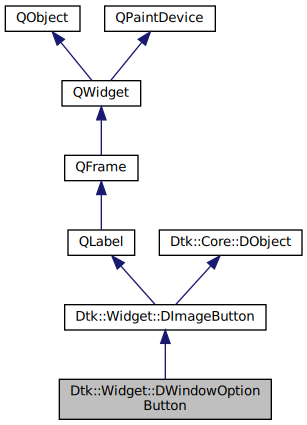 QObject
QPaintDevice
QWidget
QFrame
QLabel
Dtk::Core::DObject
Dtk::Widget::DImageButton
Dtk::Widget::DWindowOption
Button